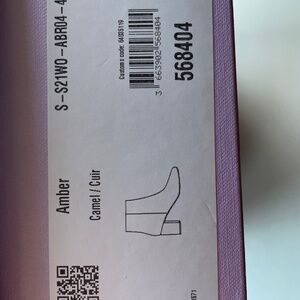 S-S21WO-ABR04-4
Amber
Camel / Cuir
Customs code: 64035119
3 663902 568404
568404